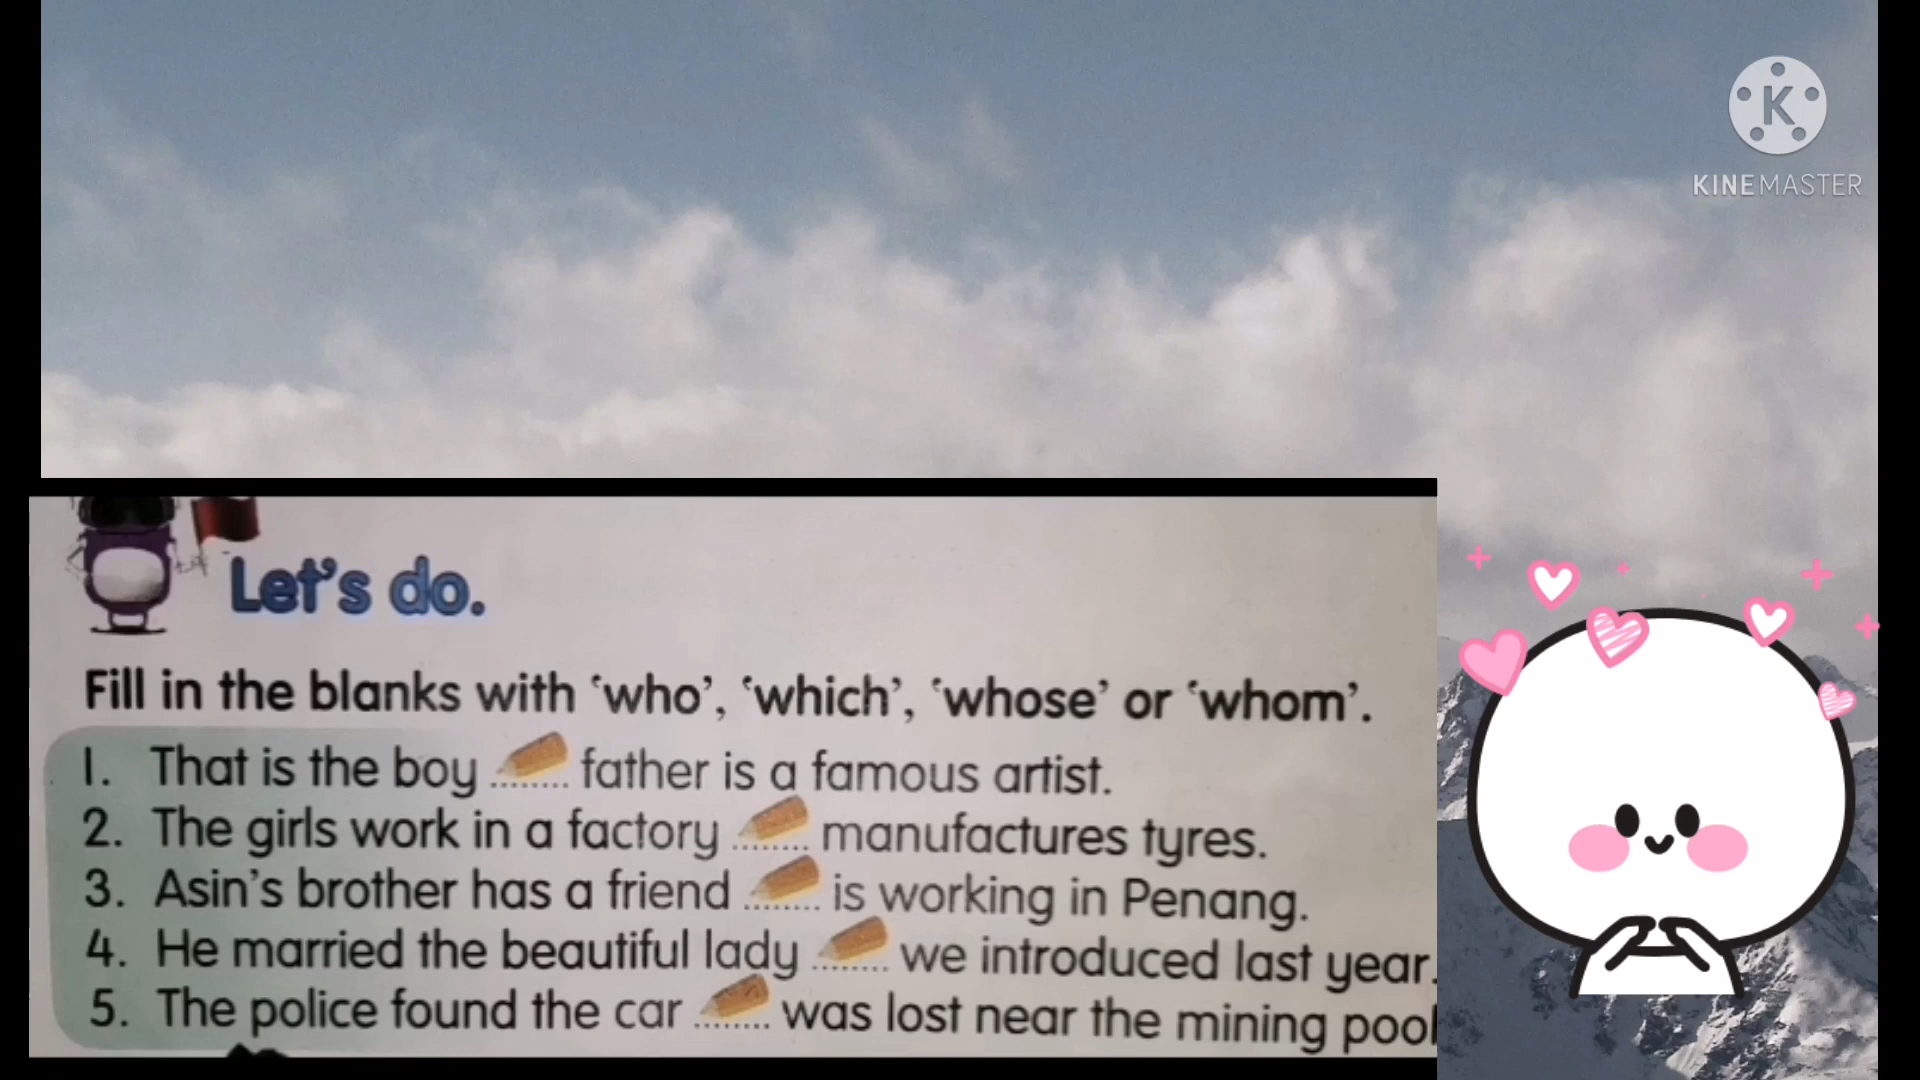 K
KINEMASTER
Let's do.
Fill in the blanks with 'who', 'which', 'whose' or 'whom'.
1. That is the boy ........ father is a famous artist.
2. The girls work in a factory ........ manufactures tyres.
3. Asin's brother has a friend ........ is working in Penang.
4. He married the beautiful lady ........ we introduced last year.
5. The police found the car ........ was lost near the mining pool